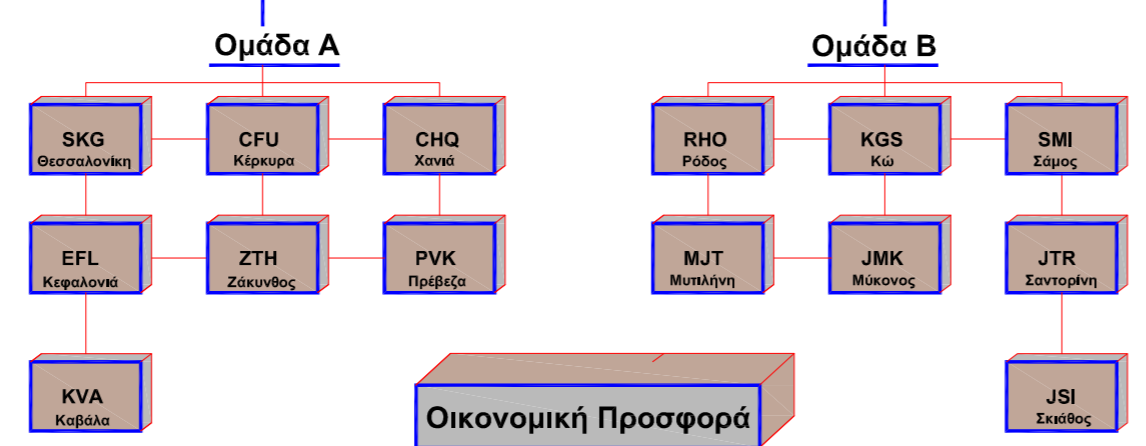 Ομάδα Α
Ομάδα Β
SKG
Θεσσαλονίκη
CFU
Κέρκυρα
CHQ
Χανιά
RHO
Ρόδος
KGS
Κώ
SMI
Σάμος
EFL
Κεφαλονιά
ZTH
Ζάκυνθος
PVK
Πρέβεζα
MJT
Μυτιλήνη
JMK
Μύκονος
JTR
Σαντορίνη
KVA
Καβάλα
Οικονομική Προσφορά
JSI
Σκιάθος